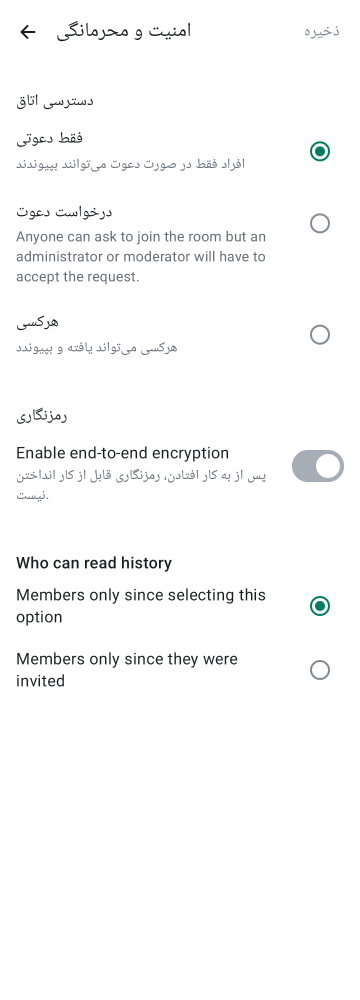 امنیت و محرمانگی
ذخیره
دسترسی اتاق
فقط دعوتی
افراد فقط در صورت دعوت می‌توانند بپیوندند
درخواست دعوت
Anyone can ask to join the room but an
administrator or moderator will have to
accept the request.
هرکسی
هرکسی می‌تواند یافته و بپیوندد
رمزنگاری
Enable end-to-end encryption
پس از به کار افتادن، رمزنگاری قابل از کار انداختن
نیست.
Who can read history
Members only since selecting this
option
Members only since they were
invited